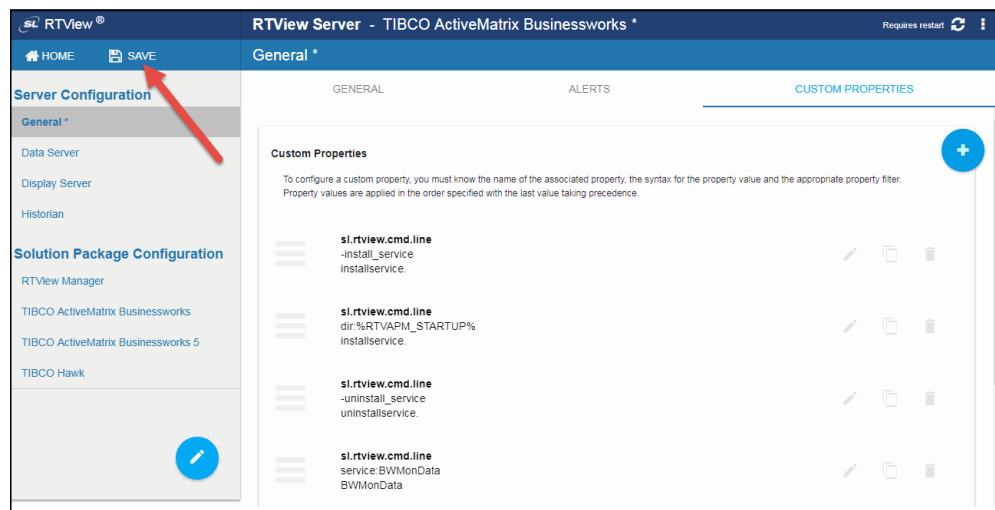 SL RTView ®
RTView Server - TIBCO ActiveMatrix Businessworks *
Requires restart
HOME
SAVE
General *
Server Configuration
General *
Data Server
Display Server
Historian
Solution Package Configuration
RTView Manager
TIBCO ActiveMatrix Businessworks
TIBCO ActiveMatrix Businessworks 5
TIBCO Hawk
GENERAL
ALERTS
CUSTOM PROPERTIES
Custom Properties
To configure a custom property, you must know the name of the associated property, the syntax for the property value and the appropriate property filter.
Property values are applied in the order specified with the last value taking precedence.
sl.rtview.cmd.line
-install_service
installservice.
sl.rtview.cmd.line
dir:%RTVAPM_STARTUP%
installservice.
sl.rtview.cmd.line
-uninstall_service
uninstallservice.
sl.rtview.cmd.line
service:BWMonData
BWMonData